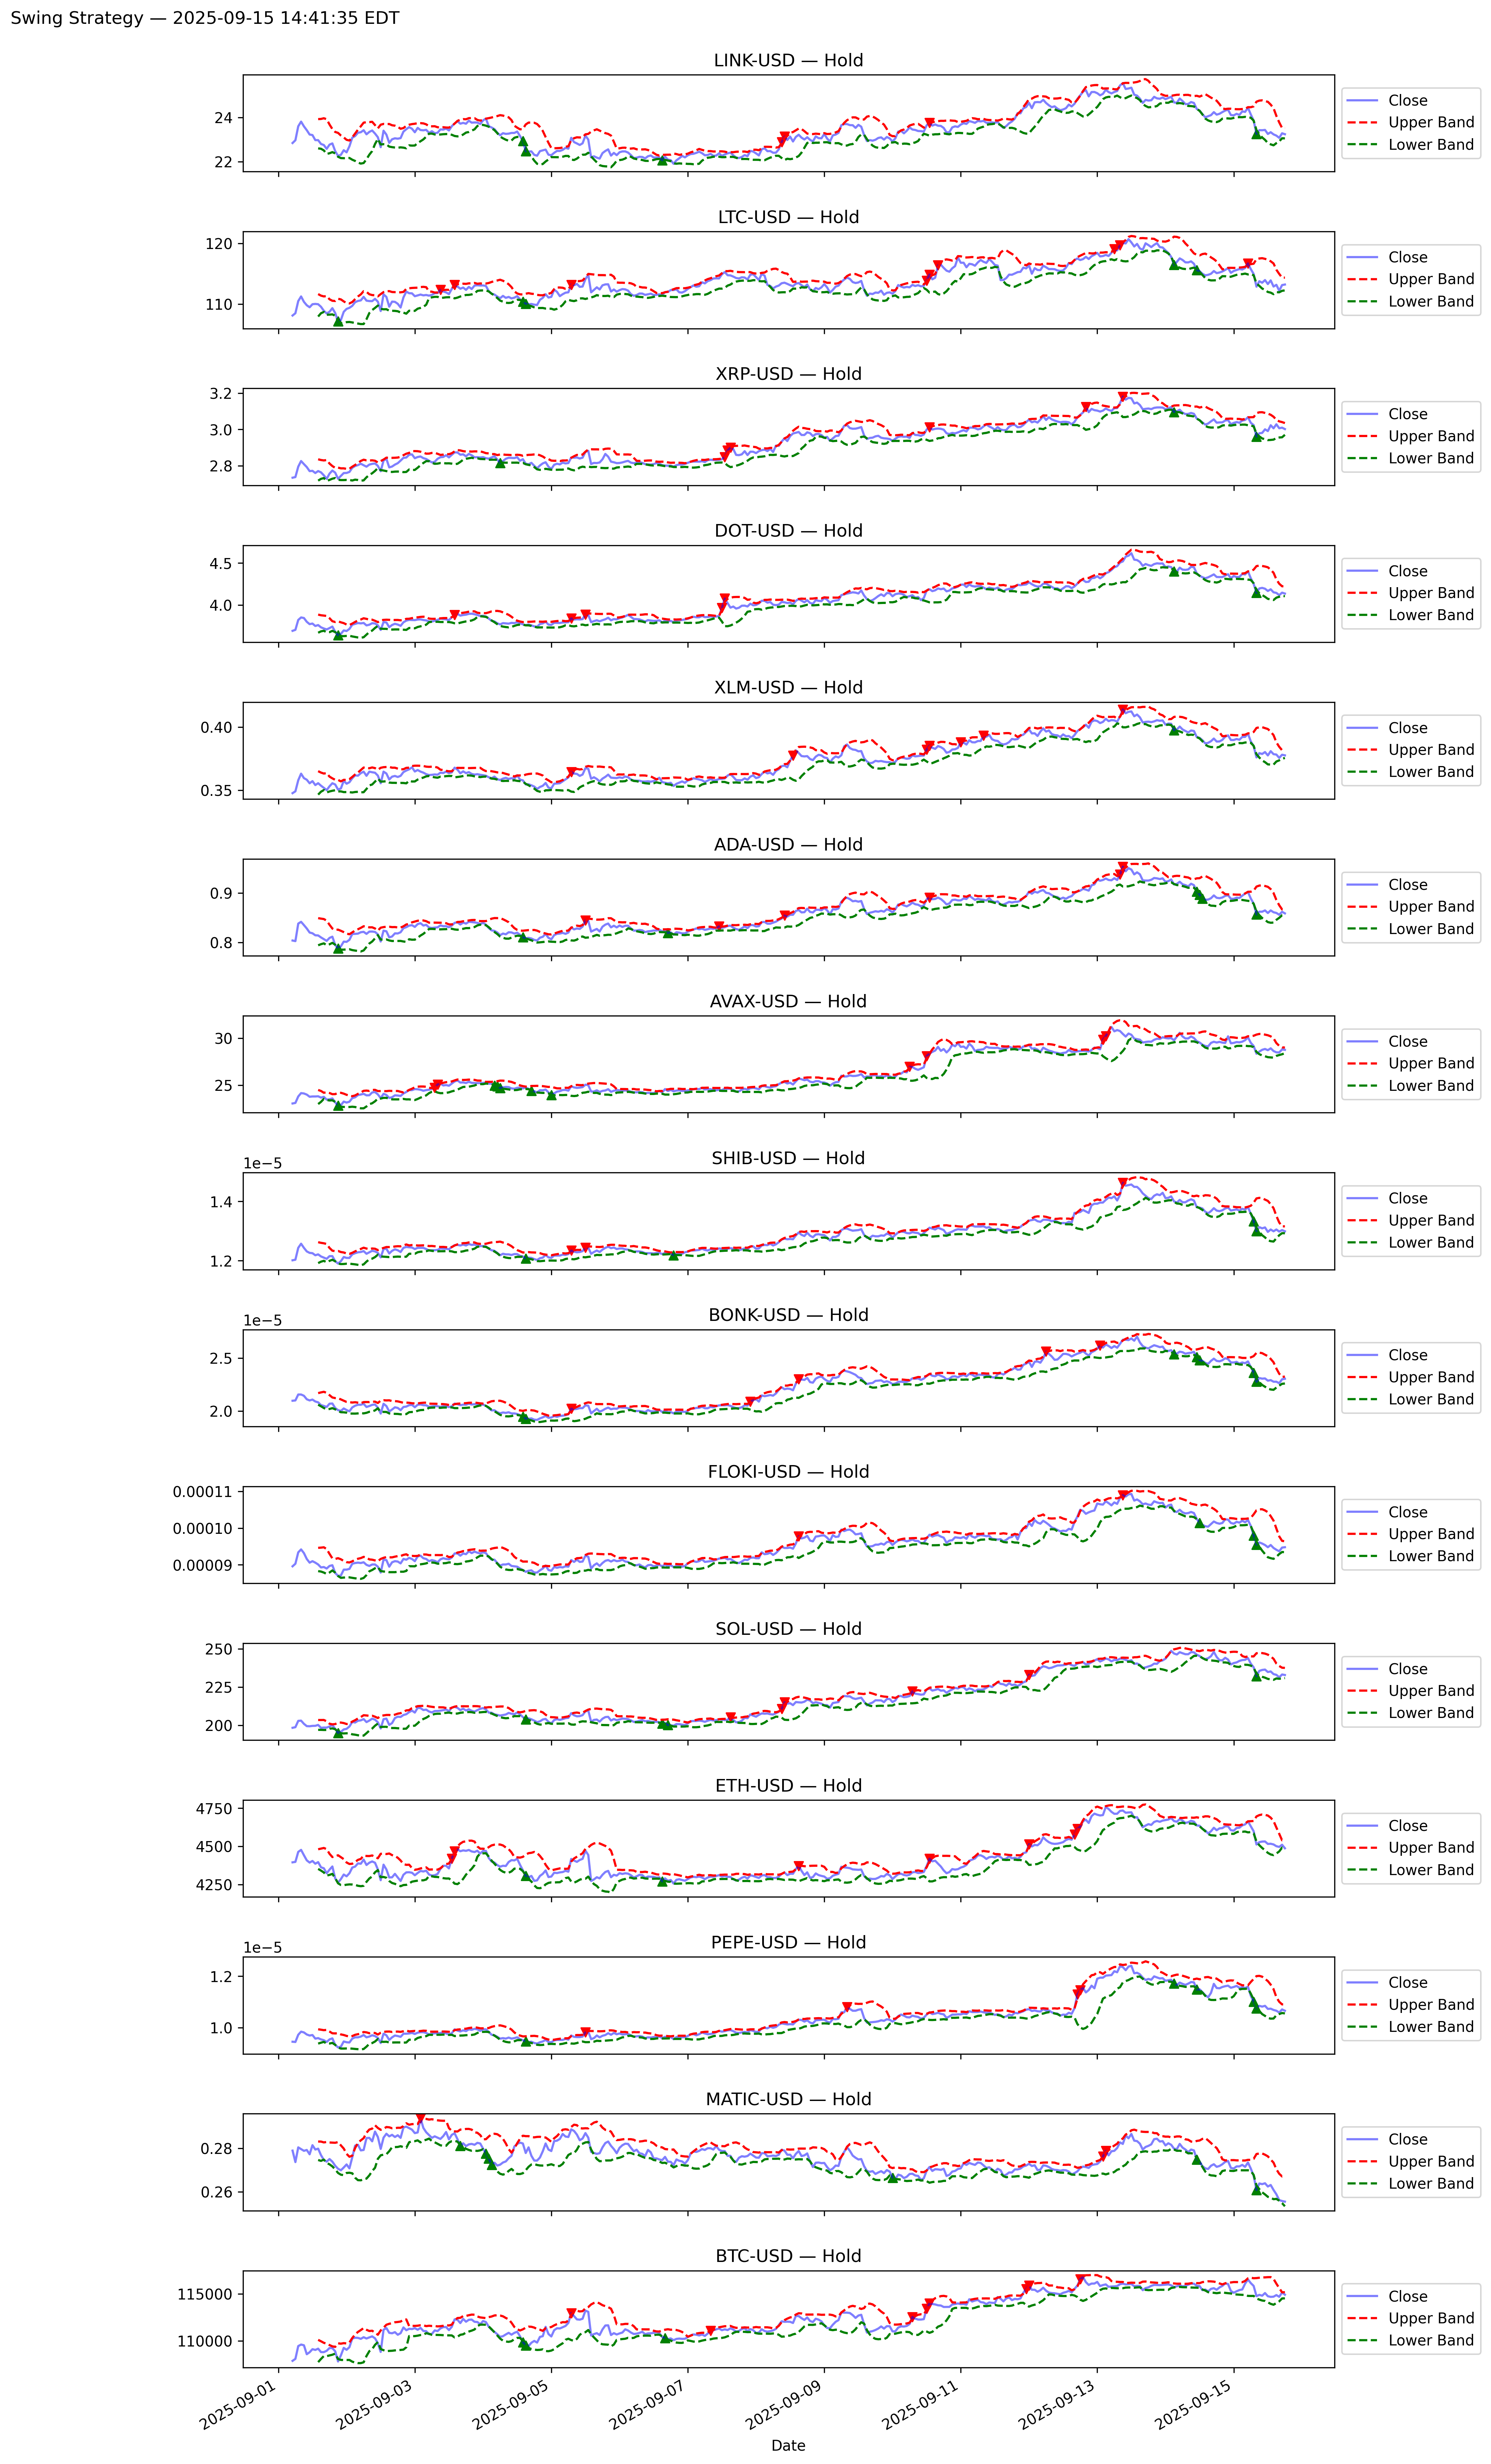 Swing Strategy — 2025-09-15 14:41:35 EDT
LINK-USD — Hold
24
22
Close
Upper Band
Lower Band
LTC-USD — Hold
120
110
Close
Upper Band
Lower Band
XRP-USD — Hold
3.2
3.0
2.8
Close
Upper Band
Lower Band
DOT-USD — Hold
4.5
4.0
Close
Upper Band
Lower Band
XLM-USD — Hold
0.40
0.35
Close
Upper Band
Lower Band
ADA-USD — Hold
0.9
0.8
Close
Upper Band
Lower Band
AVAX-USD — Hold
30
25
Close
Upper Band
Lower Band
SHIB-USD — Hold
1e−5
1.4
1.2
Close
Upper Band
Lower Band
BONK-USD — Hold
1e−5
2.5
2.0
Close
Upper Band
Lower Band
FLOKI-USD — Hold
0.00011
0.00010
0.00009
Close
Upper Band
Lower Band
SOL-USD — Hold
250
225
200
Close
Upper Band
Lower Band
ETH-USD — Hold
4750
4500
4250
Close
Upper Band
Lower Band
PEPE-USD — Hold
1e−5
1.2
1.0
Close
Upper Band
Lower Band
MATIC-USD — Hold
0.28
0.26
Close
Upper Band
Lower Band
BTC-USD — Hold
115000
110000
Close
Upper Band
Lower Band
2025-09-01
2025-09-03
2025-09-05
2025-09-07
2025-09-09
2025-09-11
2025-09-13
2025-09-15
Date